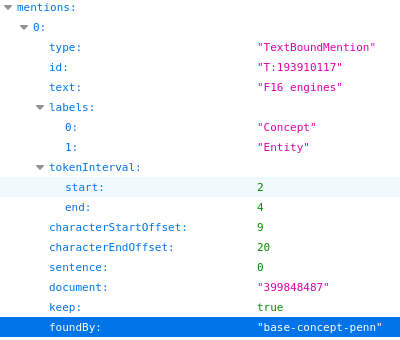 mentions:
0:
type: "TextBoundMention"
id: "T:193910117"
text: "F16 engines"
labels:
0: "Concept"
1: "Entity"
tokenInterval:
start: 2
end: 4
characterStartOffset: 9
characterEndOffset: 20
sentence: 0
document: "399848487"
keep: true
foundBy: "base-concept-penn"